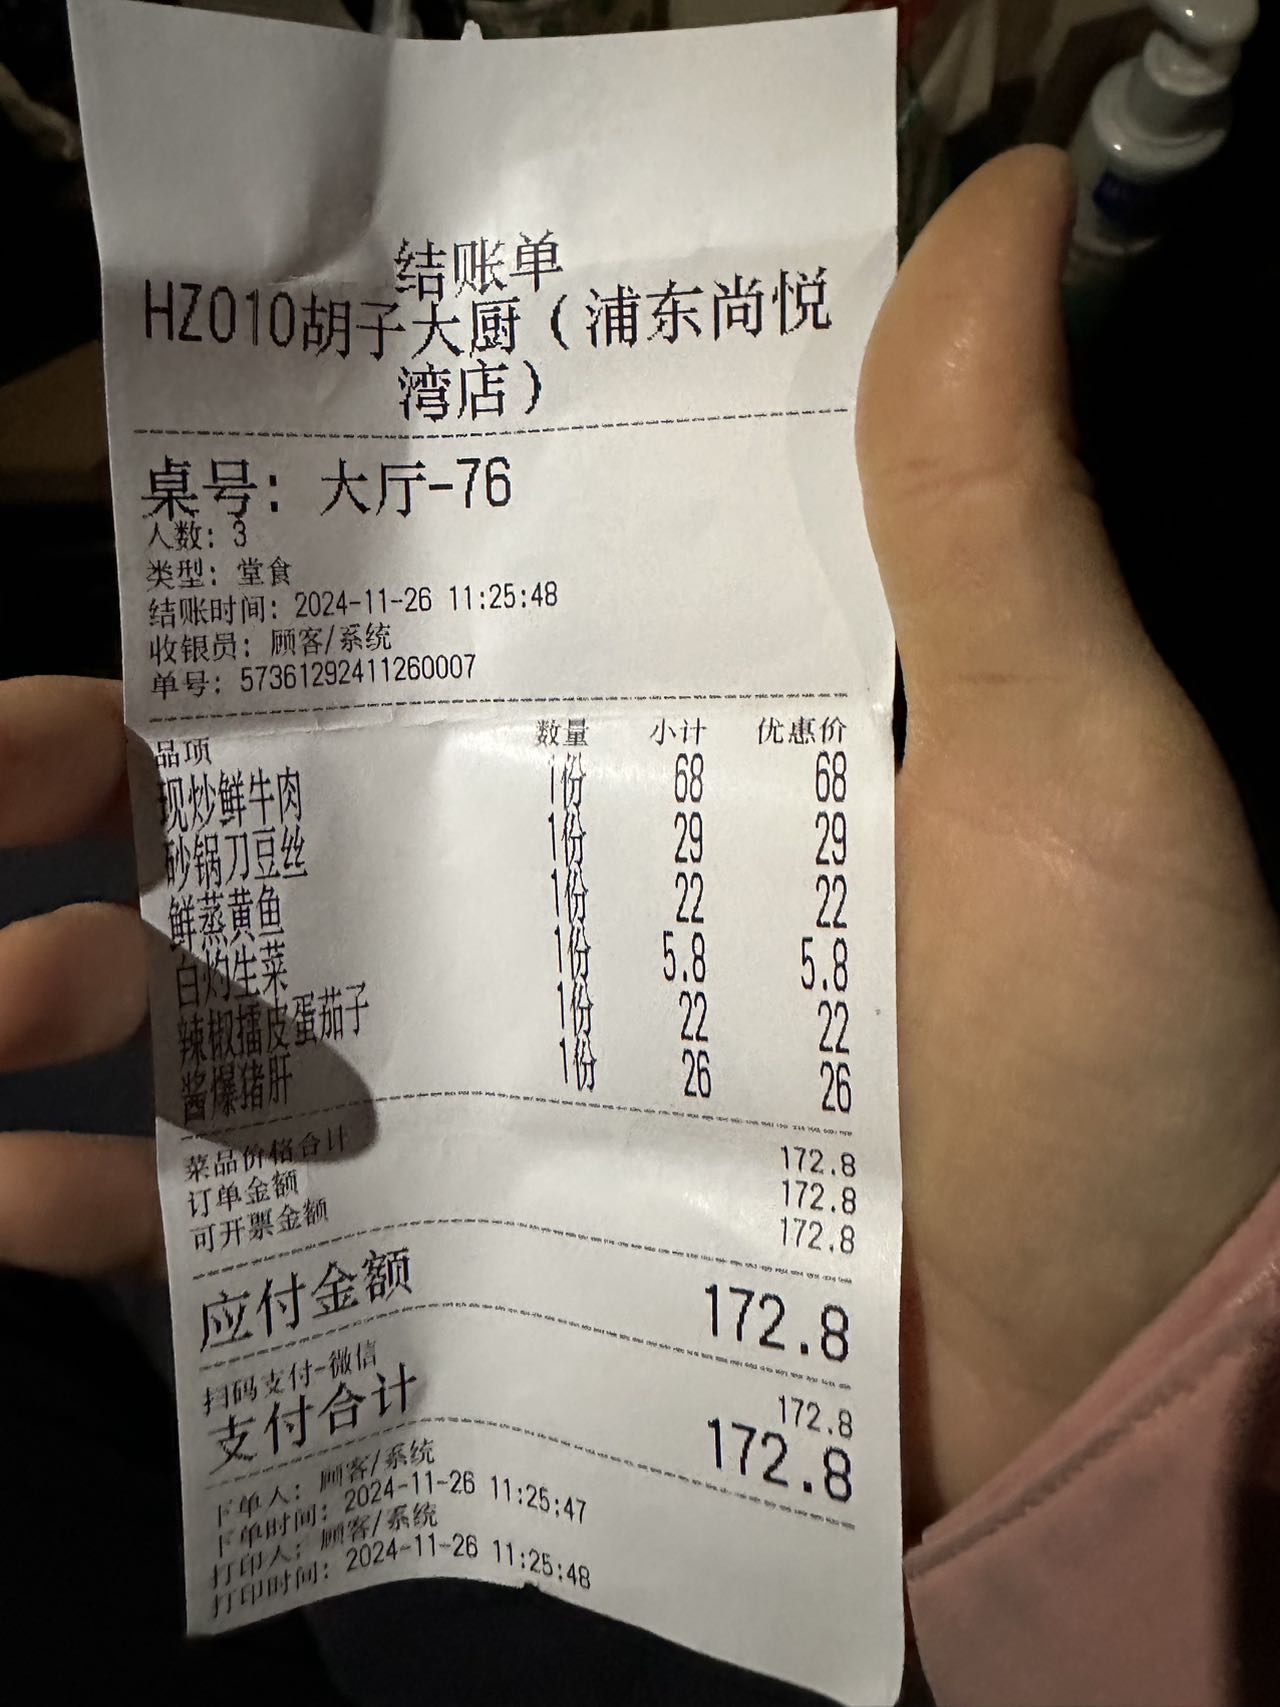 结账单
HZ010胡子大厨(浦东尚悦
湾店)
桌号: 大厅-76
人数: 3
类型: 堂食
结账时间: 2024-11-26 11:25:48
收银员: 顾客/系统
单号: 57361292411260007
品项 数量 小计 优惠价
现炒鲜牛肉 1份 68 68
砂锅刀豆丝 1份 29 29
鲜蒸黄鱼 1份 22 22
白灼生菜 1份 5.8 5.8
辣椒擂皮蛋茄子 1份 22 22
酱爆猪肝 1份 26 26
菜品价格合计 172.8
订单金额 172.8
可开票金额 172.8
应付金额 172.8
扫码支付-微信 172.8
支付合计 172.8
下单人: 顾客/系统
下单时间: 2024-11-26 11:25:47
打印人: 顾客/系统
打印时间: 2024-11-26 11:25:48